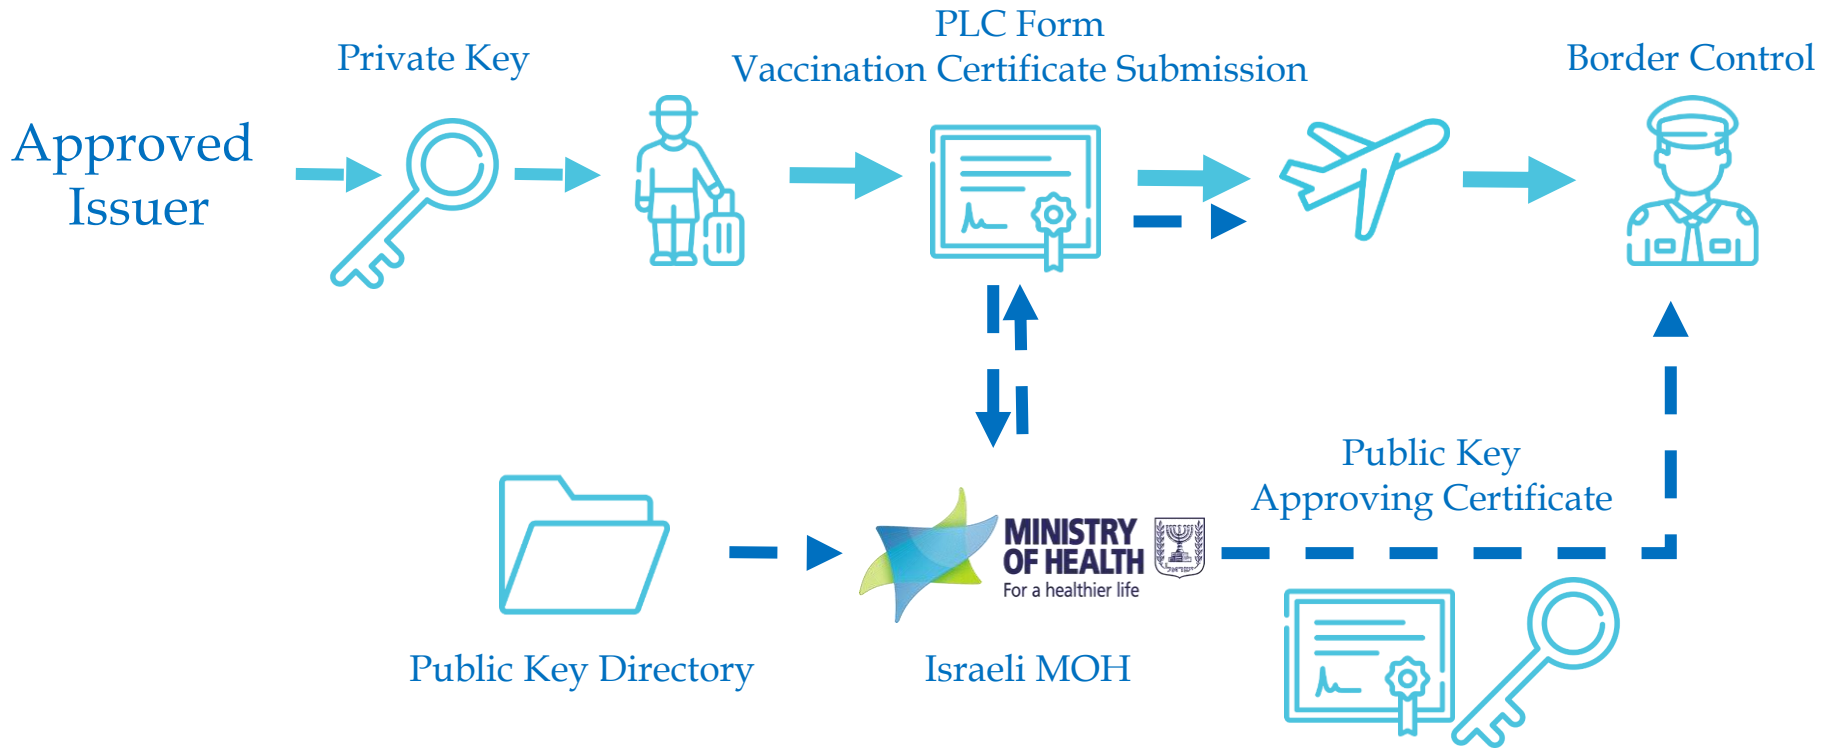 PLC Form
Private Key
Vaccination Certificate Submission
Border Control
Approved
Issuer
Public Key
Approving Certificate
MINISTRY
OF HEALTH
For a healthier life
ישראל
Public Key Directory
Israeli MOH